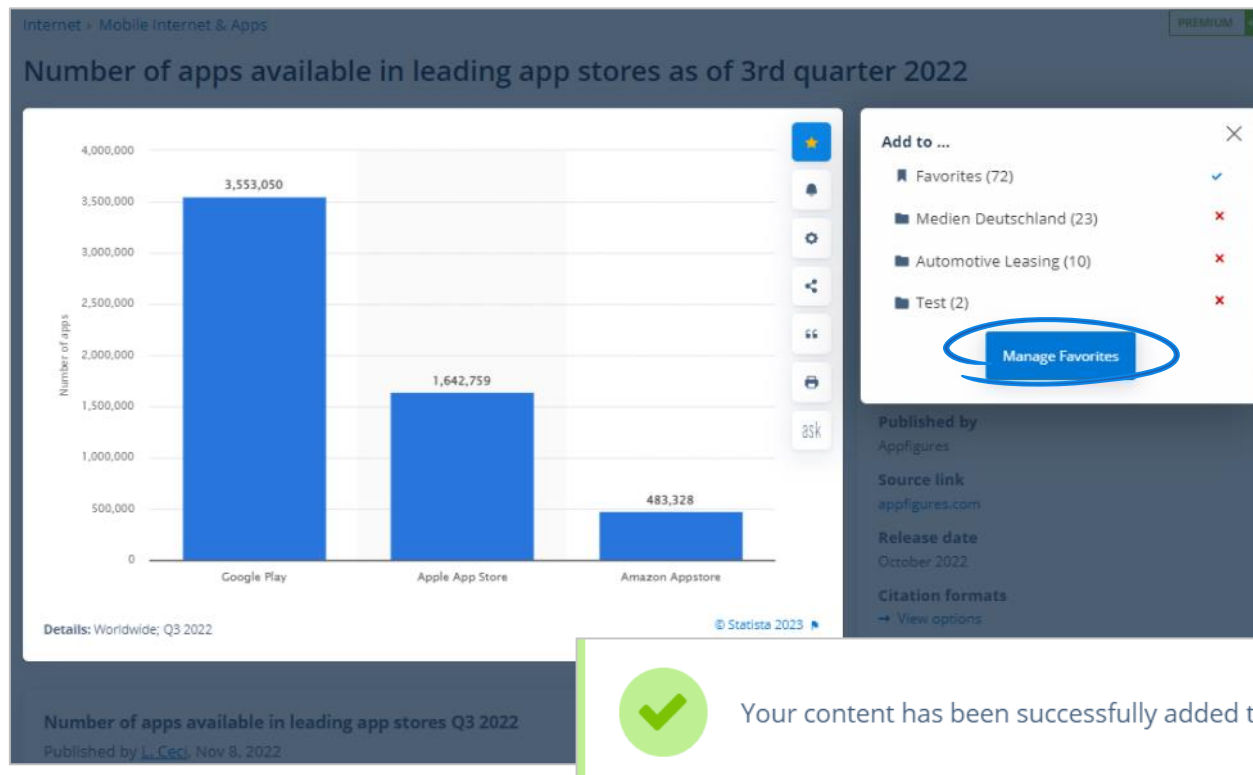 Internet › Mobile Internet & Apps
PREMIUM
Number of apps available in leading app stores as of 3rd quarter 2022
4,000,000
3,500,000
3,000,000
2,500,000
2,000,000
1,500,000
1,000,000
500,000
0
Number of apps
3,553,050
1,642,759
483,328
Google Play
Apple App Store
Amazon Appstore
Details: Worldwide; Q3 2022
© Statista 2023
ask
Add to ...
Favorites (72)
Medien Deutschland (23)
Automotive Leasing (10)
Test (2)
Manage Favorites
Published by
Appfigures
Source link
appfigures.com
Release date
October 2022
Citation formats
→ View options
Number of apps available in leading app stores Q3 2022
Published by L. Ceci, Nov 8, 2022
Your content has been successfully added t